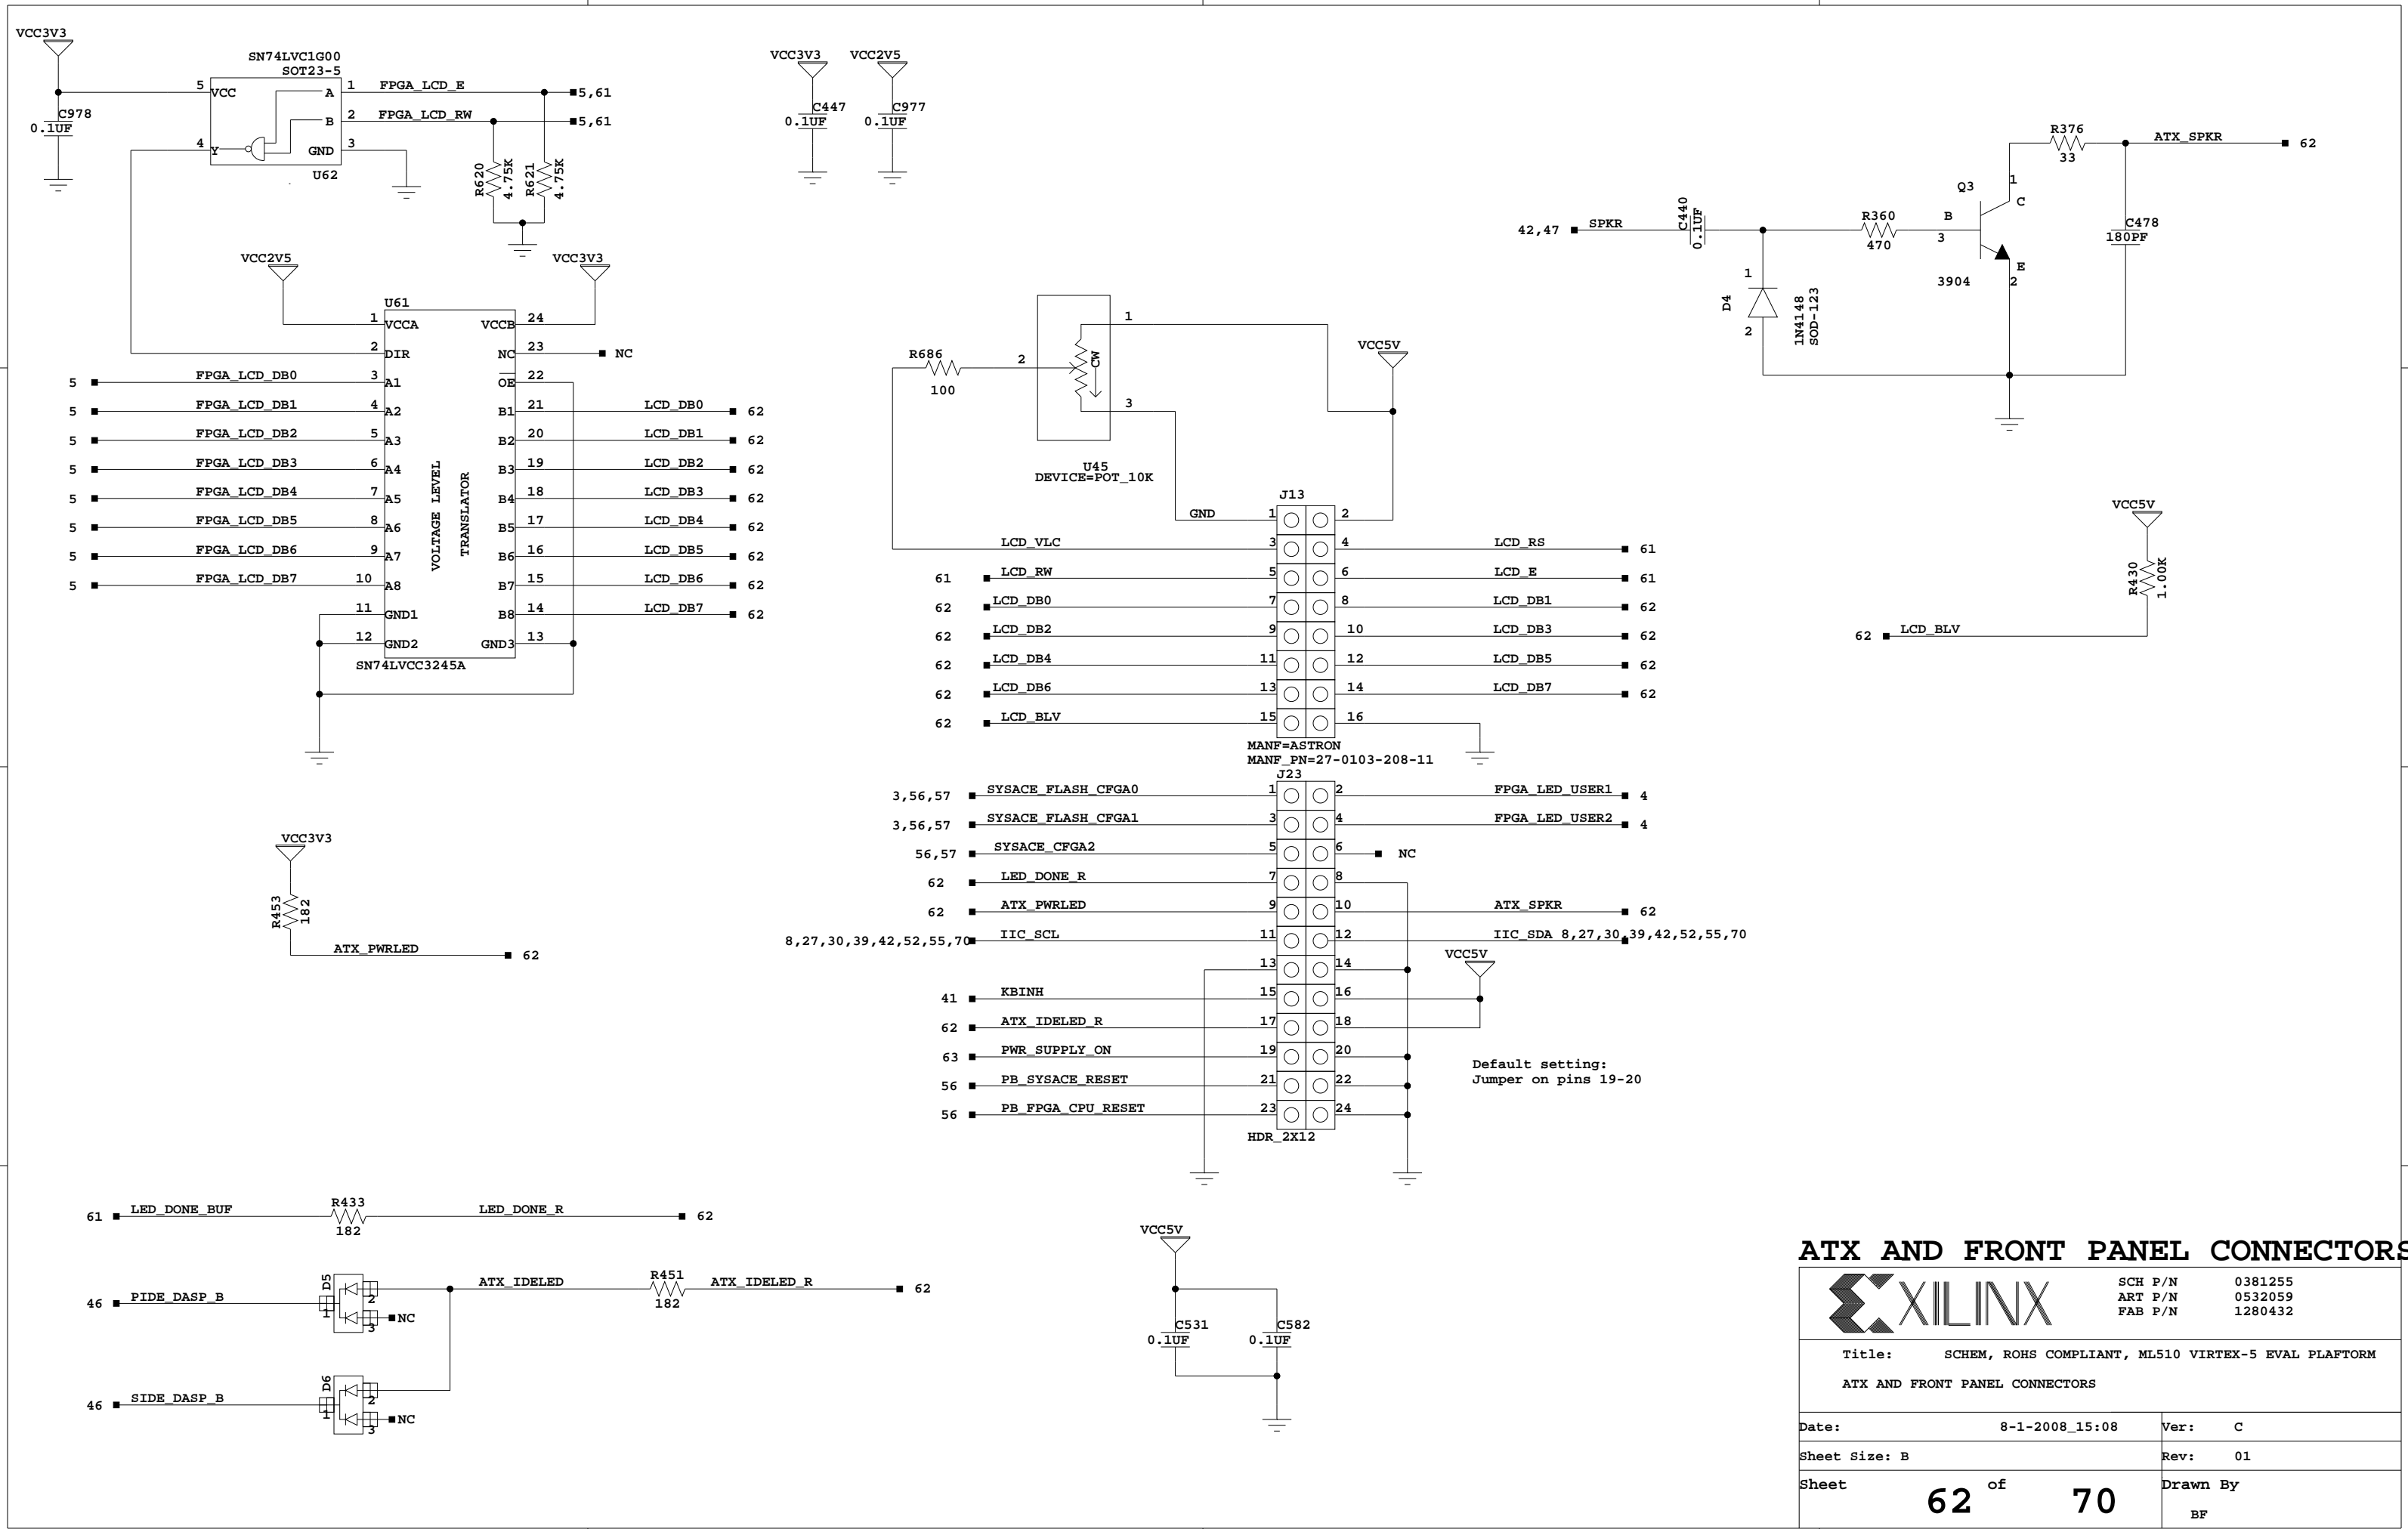 VCC3V3
C978
0.1UF
SN74LVC1G00
SOT23-5
5 VCC
A 1 FPGA_LCD_E 5,61
B 2 FPGA_LCD_RW 5,61
4 Y GND 3
U62
R620
4.75K
R621
4.75K
VCC3V3
C447
0.1UF
VCC2V5
C977
0.1UF
42,47 SPKR
C440
0.1UF
R360
470
B
3
Q3
3904
1
C
E
2
R376
33
ATX_SPKR 62
C478
180PF
D4
1
2
1N4148
SOD-123
VCC2V5
VCC3V3
U61
VOLTAGE LEVEL
TRANSLATOR
1 VCCA VCCB 24
2 DIR NC 23 NC
5 FPGA_LCD_DB0 3 A1 OE 22
5 FPGA_LCD_DB1 4 A2 B1 21 LCD_DB0 62
5 FPGA_LCD_DB2 5 A3 B2 20 LCD_DB1 62
5 FPGA_LCD_DB3 6 A4 B3 19 LCD_DB2 62
5 FPGA_LCD_DB4 7 A5 B4 18 LCD_DB3 62
5 FPGA_LCD_DB5 8 A6 B5 17 LCD_DB4 62
5 FPGA_LCD_DB6 9 A7 B6 16 LCD_DB5 62
5 FPGA_LCD_DB7 10 A8 B7 15 LCD_DB6 62
11 GND1 B8 14 LCD_DB7 62
12 GND2 GND3 13
SN74LVCC3245A
R686
100
2
1
3
CW
U45
DEVICE=POT_10K
VCC5V
J13
GND 1 2
LCD_VLC 3 4 LCD_RS 61
61 LCD_RW 5 6 LCD_E 61
62 LCD_DB0 7 8 LCD_DB1 62
62 LCD_DB2 9 10 LCD_DB3 62
62 LCD_DB4 11 12 LCD_DB5 62
62 LCD_DB6 13 14 LCD_DB7 62
62 LCD_BLV 15 16
MANF=ASTRON
MANF_PN=27-0103-208-11
VCC5V
R430
1.00K
62 LCD_BLV
J23
3,56,57 SYSACE_FLASH_CFGA0 1 2 FPGA_LED_USER1 4
3,56,57 SYSACE_FLASH_CFGA1 3 4 FPGA_LED_USER2 4
56,57 SYSACE_CFGA2 5 6 NC
62 LED_DONE_R 7 8
62 ATX_PWRLED 9 10 ATX_SPKR 62
8,27,30,39,42,52,55,70 IIC_SCL 11 12 IIC_SDA 8,27,30,39,42,52,55,70
13 14 VCC5V
41 KBINH 15 16
62 ATX_IDELED_R 17 18
63 PWR_SUPPLY_ON 19 20
56 PB_SYSACE_RESET 21 22
56 PB_FPGA_CPU_RESET 23 24
HDR_2X12
Default setting:
Jumper on pins 19-20
VCC3V3
R453
182
ATX_PWRLED 62
61 LED_DONE_BUF R433 LED_DONE_R 62
182
46 PIDE_DASP_B D5 1 2 3 NC
ATX_IDELED R451 ATX_IDELED_R 62
182
46 SIDE_DASP_B D6 1 2 3 NC
VCC5V
C531
0.1UF
C582
0.1UF
ATX AND FRONT PANEL CONNECTORS
XILINX
SCH P/N 0381255
ART P/N 0532059
FAB P/N 1280432
Title: SCHEM, ROHS COMPLIANT, ML510 VIRTEX-5 EVAL PLAFTORM
ATX AND FRONT PANEL CONNECTORS
Date: 8-1-2008_15:08 Ver: C
Sheet Size: B Rev: 01
Sheet 62 of 70 Drawn By
BF